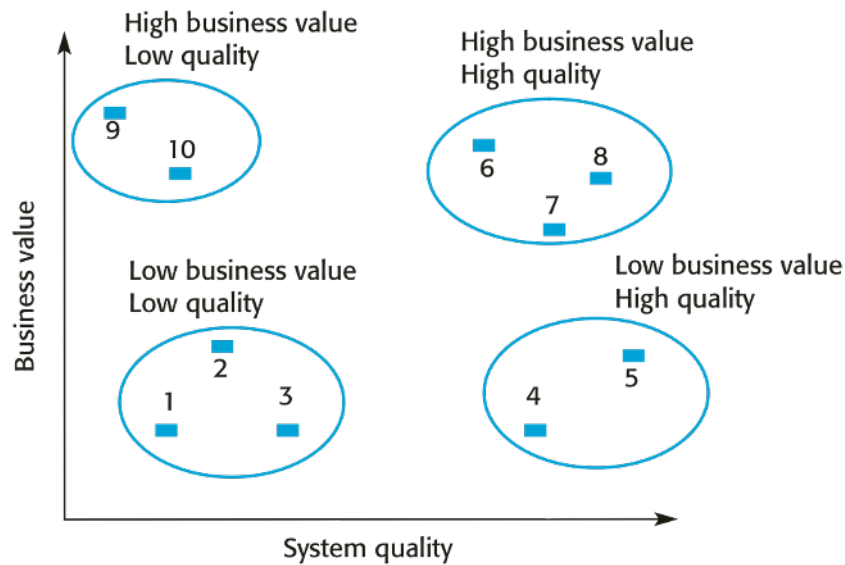 High business value
Low quality
High business value
High quality
9
10
6
8
7
Business value
Low business value
Low quality
Low business value
High quality
2
5
1
3
4
System quality